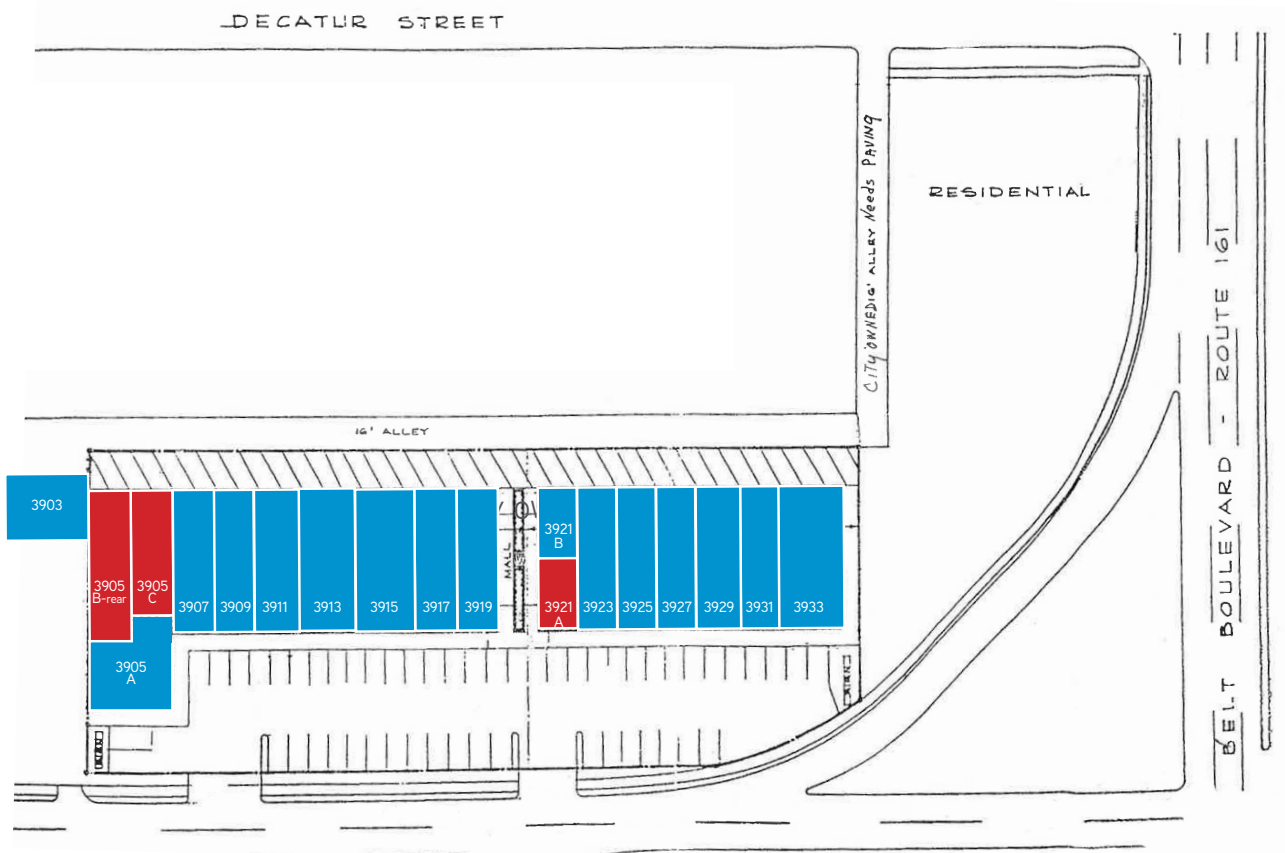 DECATUR STREET
CITY OWNED 16' ALLEY Needs PAVING
RESIDENTIAL
BELT BOULEVARD - ROUTE 161
16' ALLEY
3903
3905
B-rear
3905
C
3905
A
3907
3909
3911
3913
3915
3917
3919
MALL
3921
B
3921
A
3923
3925
3927
3929
3931
3933